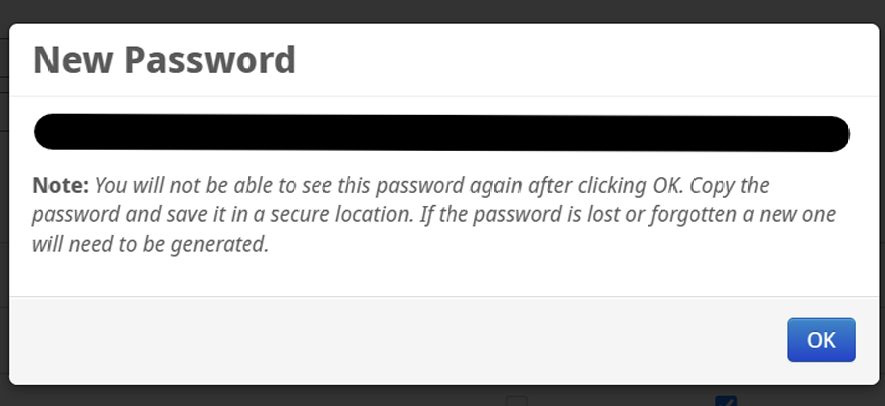 New Password
Note: You will not be able to see this password again after clicking OK. Copy the
password and save it in a secure location. If the password is lost or forgotten a new one
will need to be generated.
OK